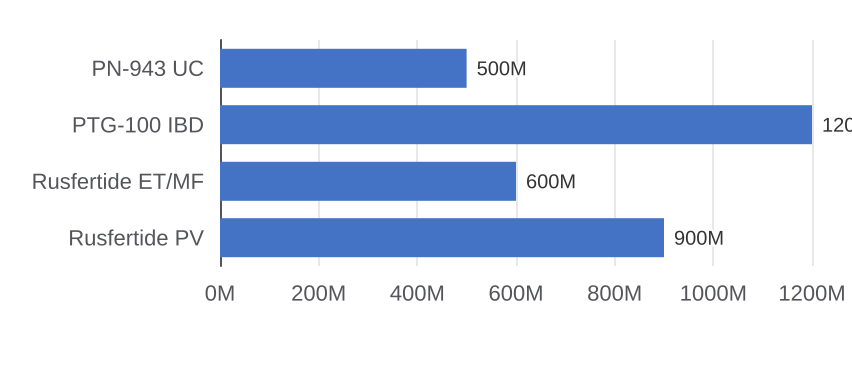 PN-943 UC 500M
PTG-100 IBD 120
Rusfertide ET/MF 600M
Rusfertide PV 900M
0M 200M 400M 600M 800M 1000M 1200M